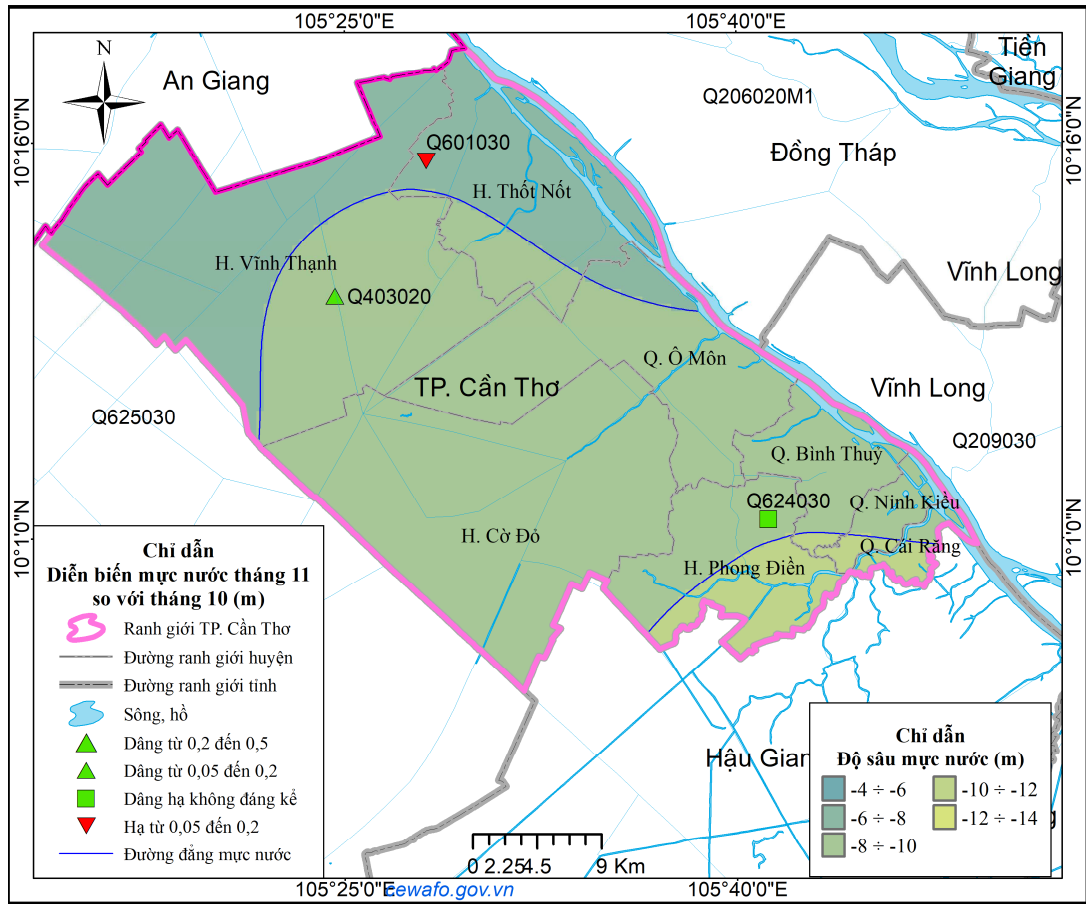 105°25'0"E
105°40'0"E
N
An Giang
Tiền
Giang
Q206020M1
10°16'0"N
10°16'0"N
Q601030
Đồng Tháp
H. Thốt Nốt
H. Vĩnh Thạnh
Vĩnh Long
Q403020
Q. Ô Môn
TP. Cần Thơ
Vĩnh Long
Q625030
Q209030
Q. Bình Thuỷ
Q624030
Q. Ninh Kiều
10°1'0"N
10°1'0"N
H. Cờ Đỏ
Q. Cái Răng
H. Phong Điền
Chỉ dẫn
Diễn biến mực nước tháng 11
so với tháng 10 (m)
Ranh giới TP. Cần Thơ
Đường ranh giới huyện
Đường ranh giới tỉnh
Sông, hồ
Dâng từ 0,2 đến 0,5
Dâng từ 0,05 đến 0,2
Dâng hạ không đáng kể
Hạ từ 0,05 đến 0,2
Đường đẳng mực nước
Hậu Gian
Chỉ dẫn
Độ sâu mực nước (m)
-4 ÷ -6
-6 ÷ -8
-8 ÷ -10
-10 ÷ -12
-12 ÷ -14
0 2.25 4.5 9 Km
105°25'0"E
eewafo.gov.vn
105°40'0"E